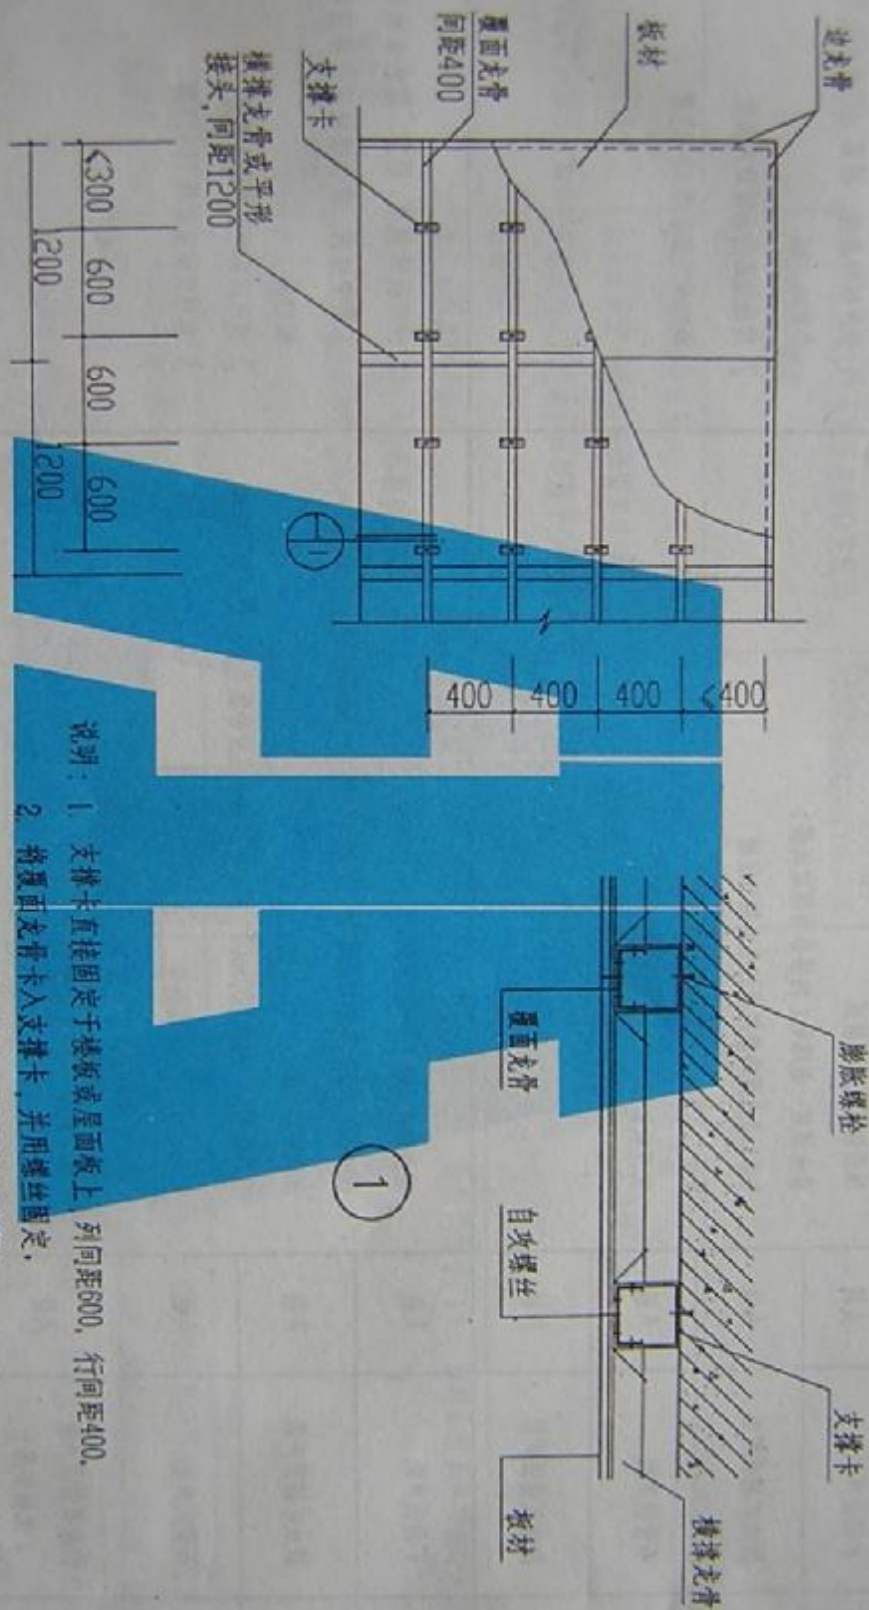 边龙骨
板材
覆面龙骨
间距400
支撑卡
横撑龙骨或平形
接头,间距1200
<300
600
600
600
1200
1200
1
400
400
400
<400
膨胀螺栓
支撑卡
横撑龙骨
覆面龙骨
自攻螺丝
板材
1
说明: 1. 支撑卡直接固定于楼板或屋面板上,列间距600, 行间距400.
2. 将覆面龙骨卡入支撑卡,并用螺丝固定.